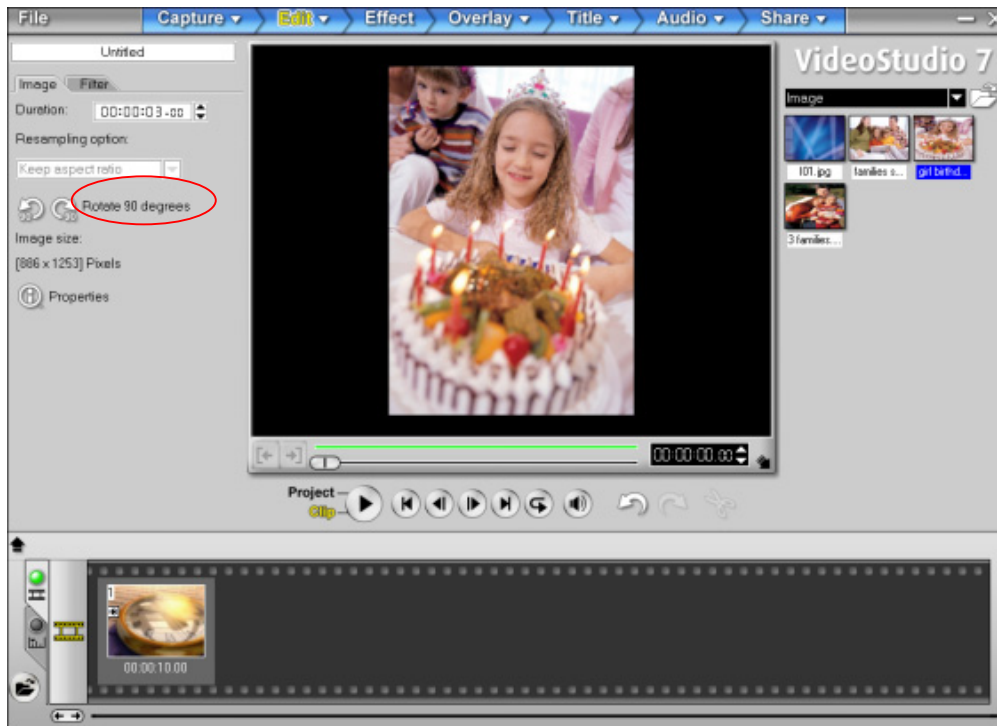 File Capture Edit Effect Overlay Title Audio Share
Untitled
VideoStudio 7
Image Filter
Image
Duration: 00:00:03.00
Resampling option:
Keep aspect ratio
101.jpg families s... girl birthd...
Rotate 90 degrees
3 families...
Image size:
[886 x 1253] Pixels
Properties
00:00:00.00
Project
Clip
1
00:00:10.00